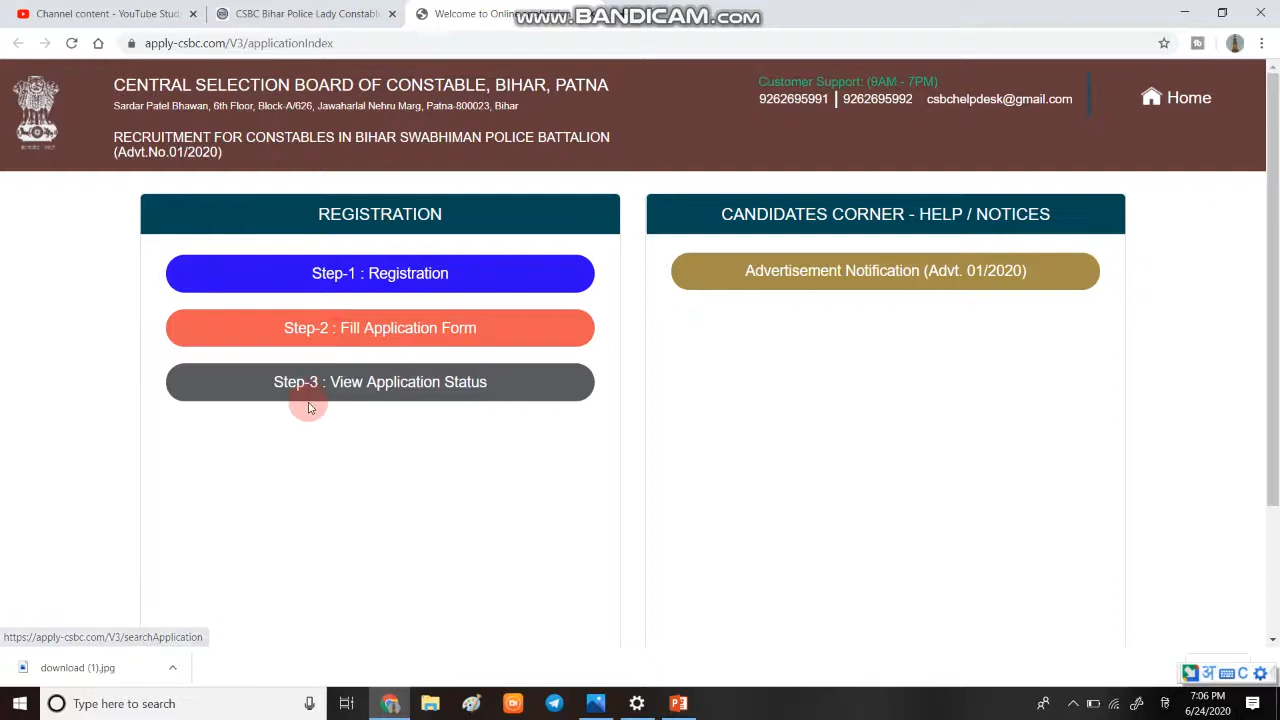 Channel content - YouTube Stud
CSBC Bihar Police Lady Constabl
Welcome to Onlin
www.BANDICAM.com
apply-csbc.com/V3/applicationIndex
CENTRAL SELECTION BOARD OF CONSTABLE, BIHAR, PATNA
Sardar Patel Bhawan, 6th Floor, Block-A/626, Jawaharlal Nehru Marg, Patna-800023, Bihar
RECRUITMENT FOR CONSTABLES IN BIHAR SWABHIMAN POLICE BATTALION
(Advt.No.01/2020)
Customer Support: (9AM - 7PM)
9262695991 | 9262695992 csbchelpdesk@gmail.com
Home
REGISTRATION
Step-1 : Registration
Step-2 : Fill Application Form
Step-3 : View Application Status
CANDIDATES CORNER - HELP / NOTICES
Advertisement Notification (Advt. 01/2020)
https://apply-csbc.com/V3/searchApplication
download (1).jpg
अ
Type here to search
7:06 PM
6/24/2020